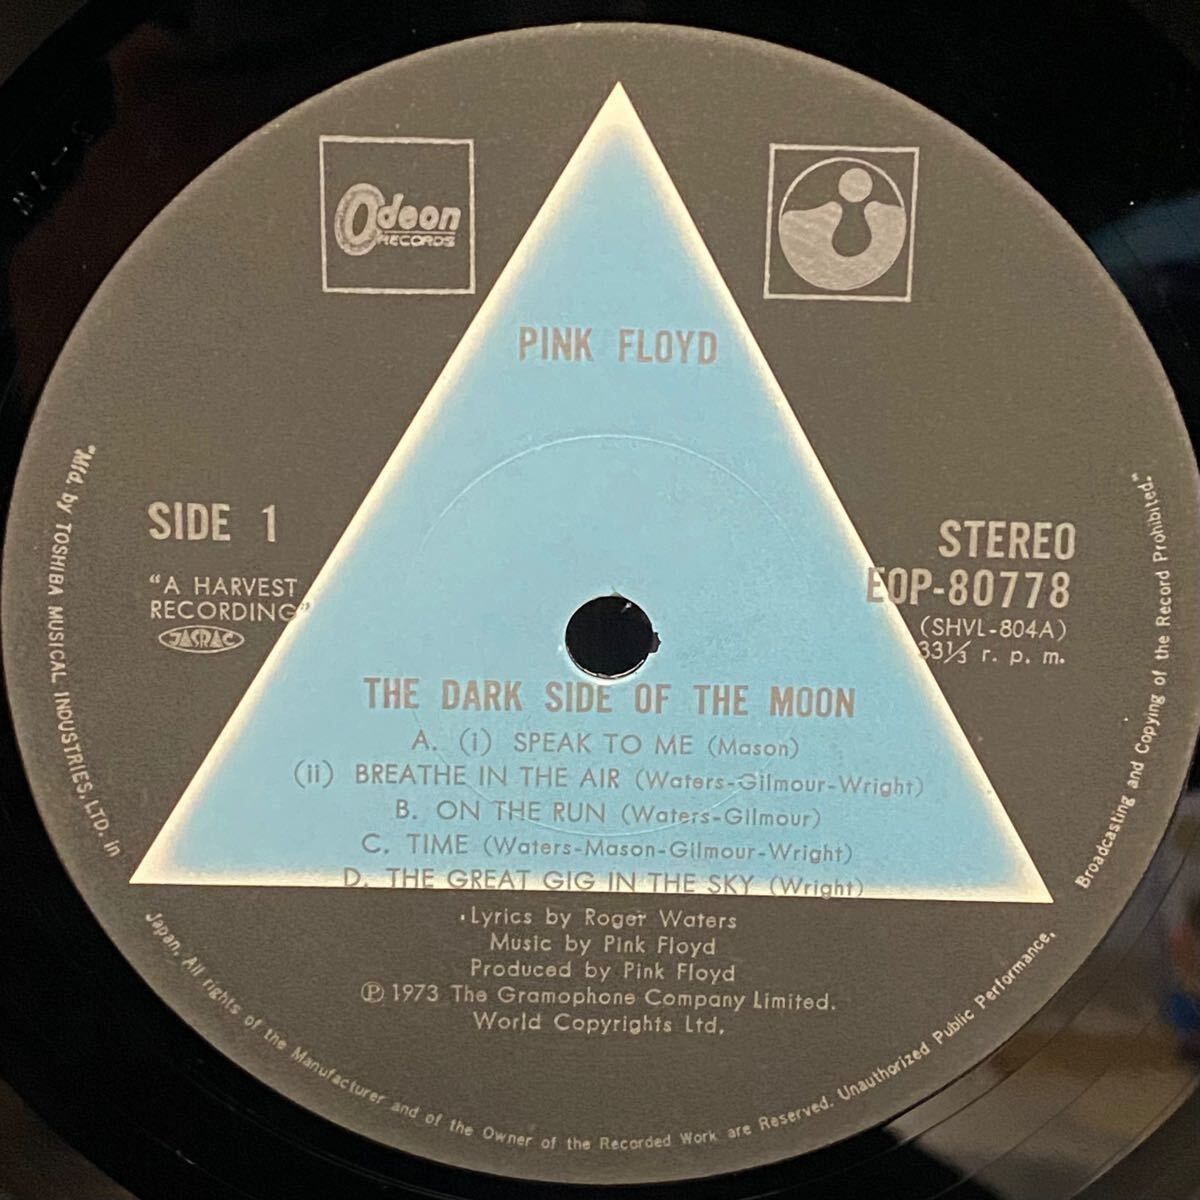 Odeon
RECORDS
PINK FLOYD
SIDE 1
"A HARVEST
RECORDING"
JASRAC
STEREO
EOP-80778
(SHVL-804A)
33⅓ r. p. m.
THE DARK SIDE OF THE MOON
A. (i) SPEAK TO ME (Mason)
(ii) BREATHE IN THE AIR (Waters-Gilmour-Wright)
B. ON THE RUN (Waters-Gilmour)
C. TIME (Waters-Mason-Gilmour-Wright)
D. THE GREAT GIG IN THE SKY (Wright)
Lyrics by Roger Waters
Music by Pink Floyd
Produced by Pink Floyd
Ⓟ 1973 The Gramophone Company Limited.
World Copyrights Ltd.
"Mfd. by TOSHIBA MUSICAL INDUSTRIES, LTD. in Japan. All rights of the Manufacturer and of the Owner of the Recorded Work are Reserved. Unauthorized Public Performance, Broadcasting and Copying of the Record Prohibited."